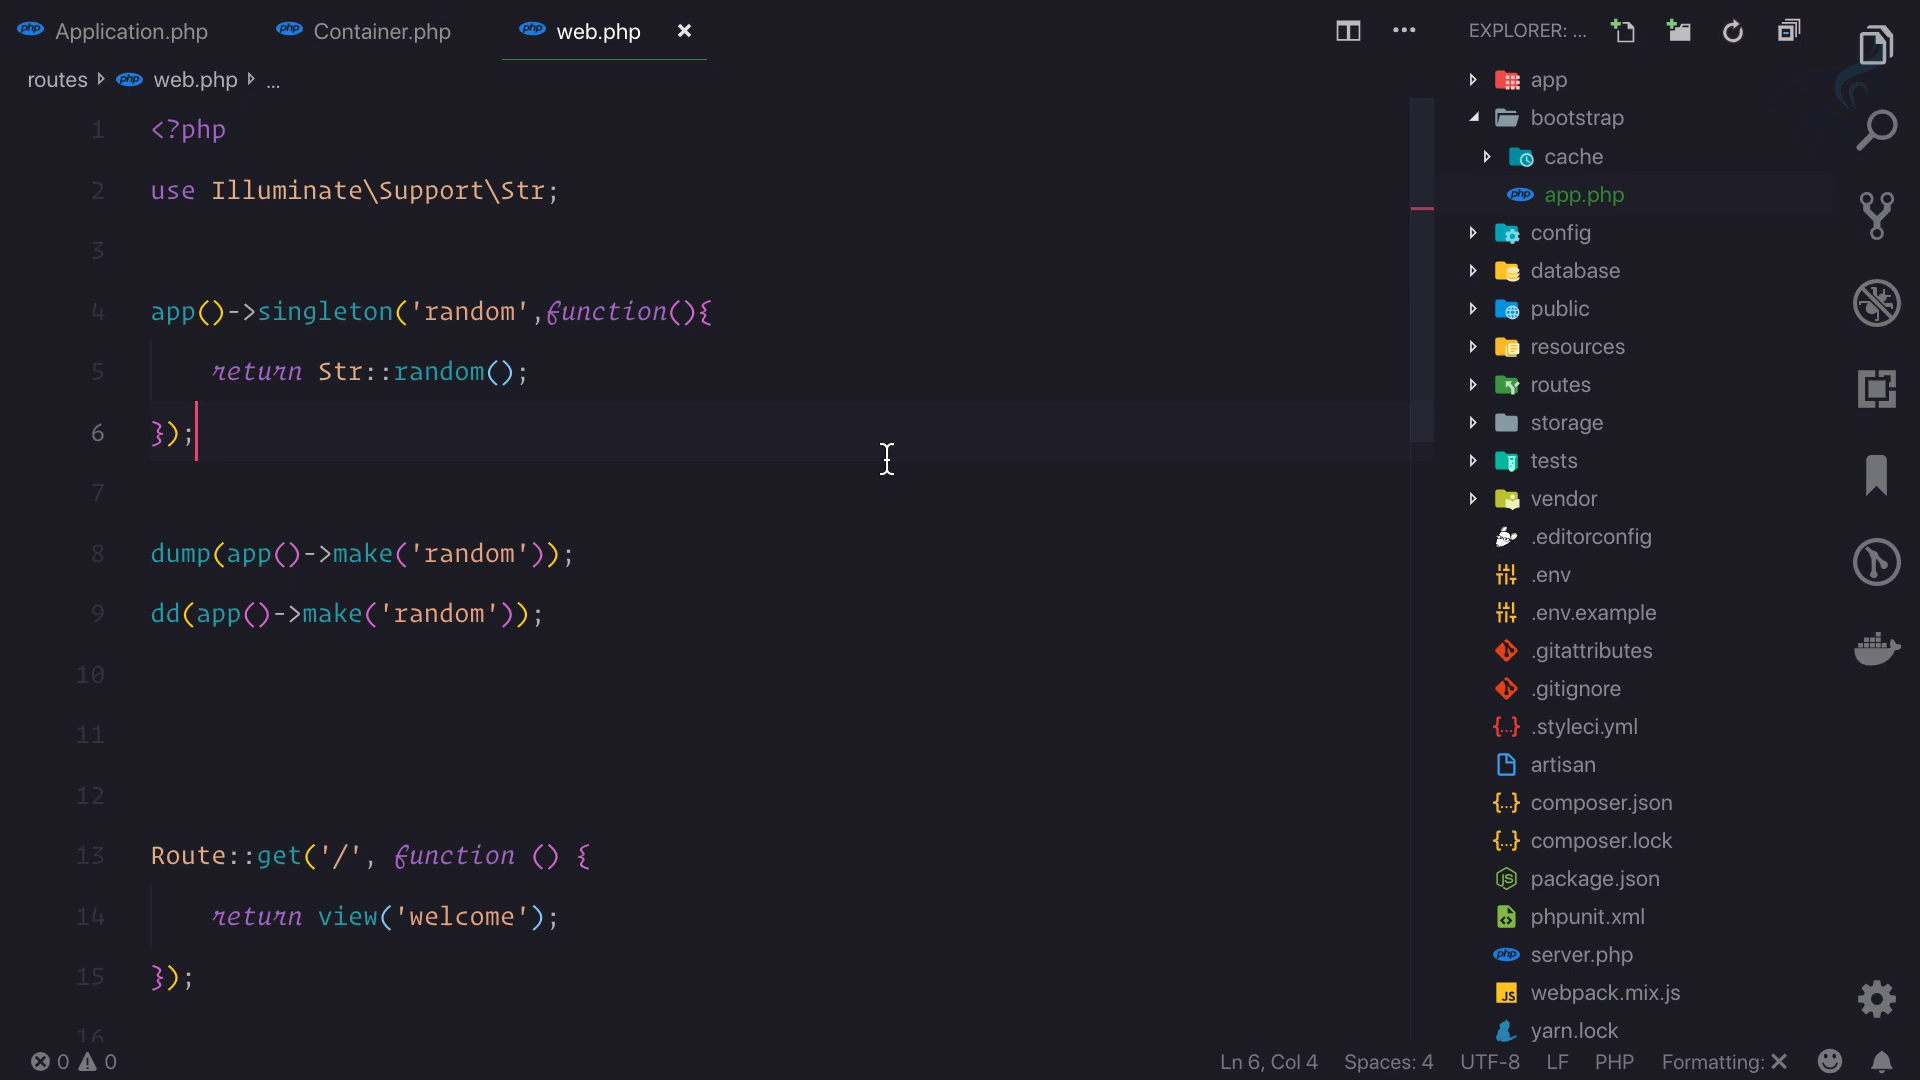 Application.php
Container.php
web.php
routes
web.php
...
1 <?php
2 use Illuminate\Support\Str;
3
4 app()->singleton('random',function(){
5 return Str::random();
6 });
7
8 dump(app()->make('random'));
9 dd(app()->make('random'));
10
11
12
13 Route::get('/', function () {
14 return view('welcome');
15 });
16
EXPLORER: ...
app
bootstrap
cache
php app.php
config
database
public
resources
routes
storage
tests
vendor
.editorconfig
.env
.env.example
.gitattributes
.gitignore
.styleci.yml
artisan
composer.json
composer.lock
package.json
phpunit.xml
php server.php
JS webpack.mix.js
yarn.lock
0 0
Ln 6, Col 4 Spaces: 4 UTF-8 LF PHP Formatting: ✕